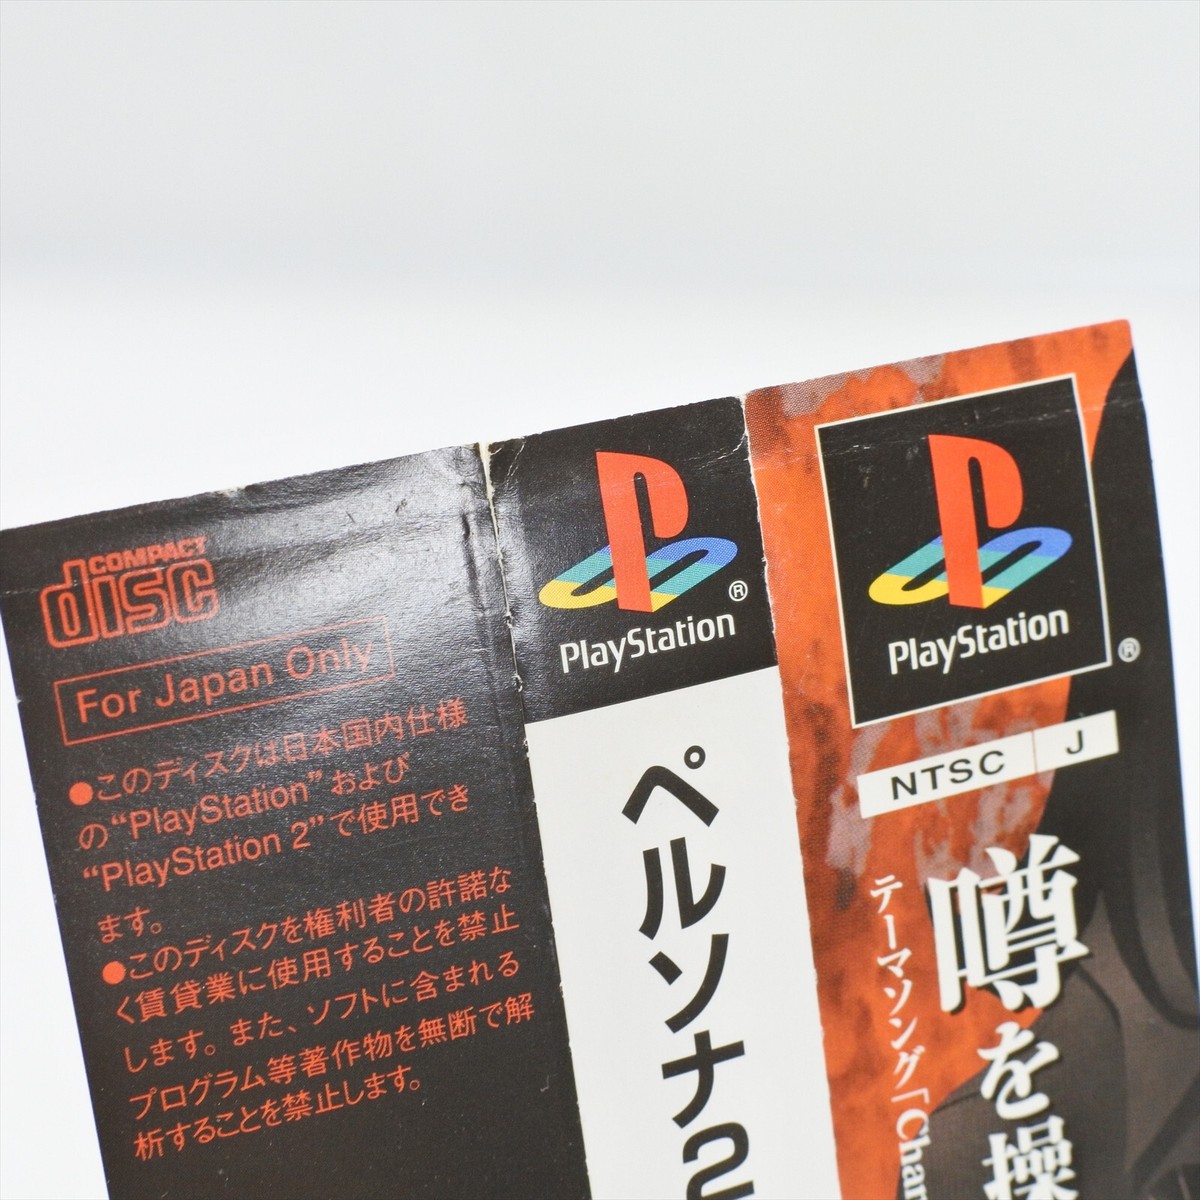 COMPACT
disc
For Japan Only
●このディスクは日本国内仕様
の“PlayStation”および
“PlayStation 2”で使用でき
ます。
●このディスクを権利者の許諾な
く賃貸業に使用することを禁止
します。また、ソフトに含まれる
プログラム等著作物を無断で解
析することを禁止します。
PlayStation®
ペルソナ2
PlayStation®
NTSC J
噂を操
テーマソング「Chan